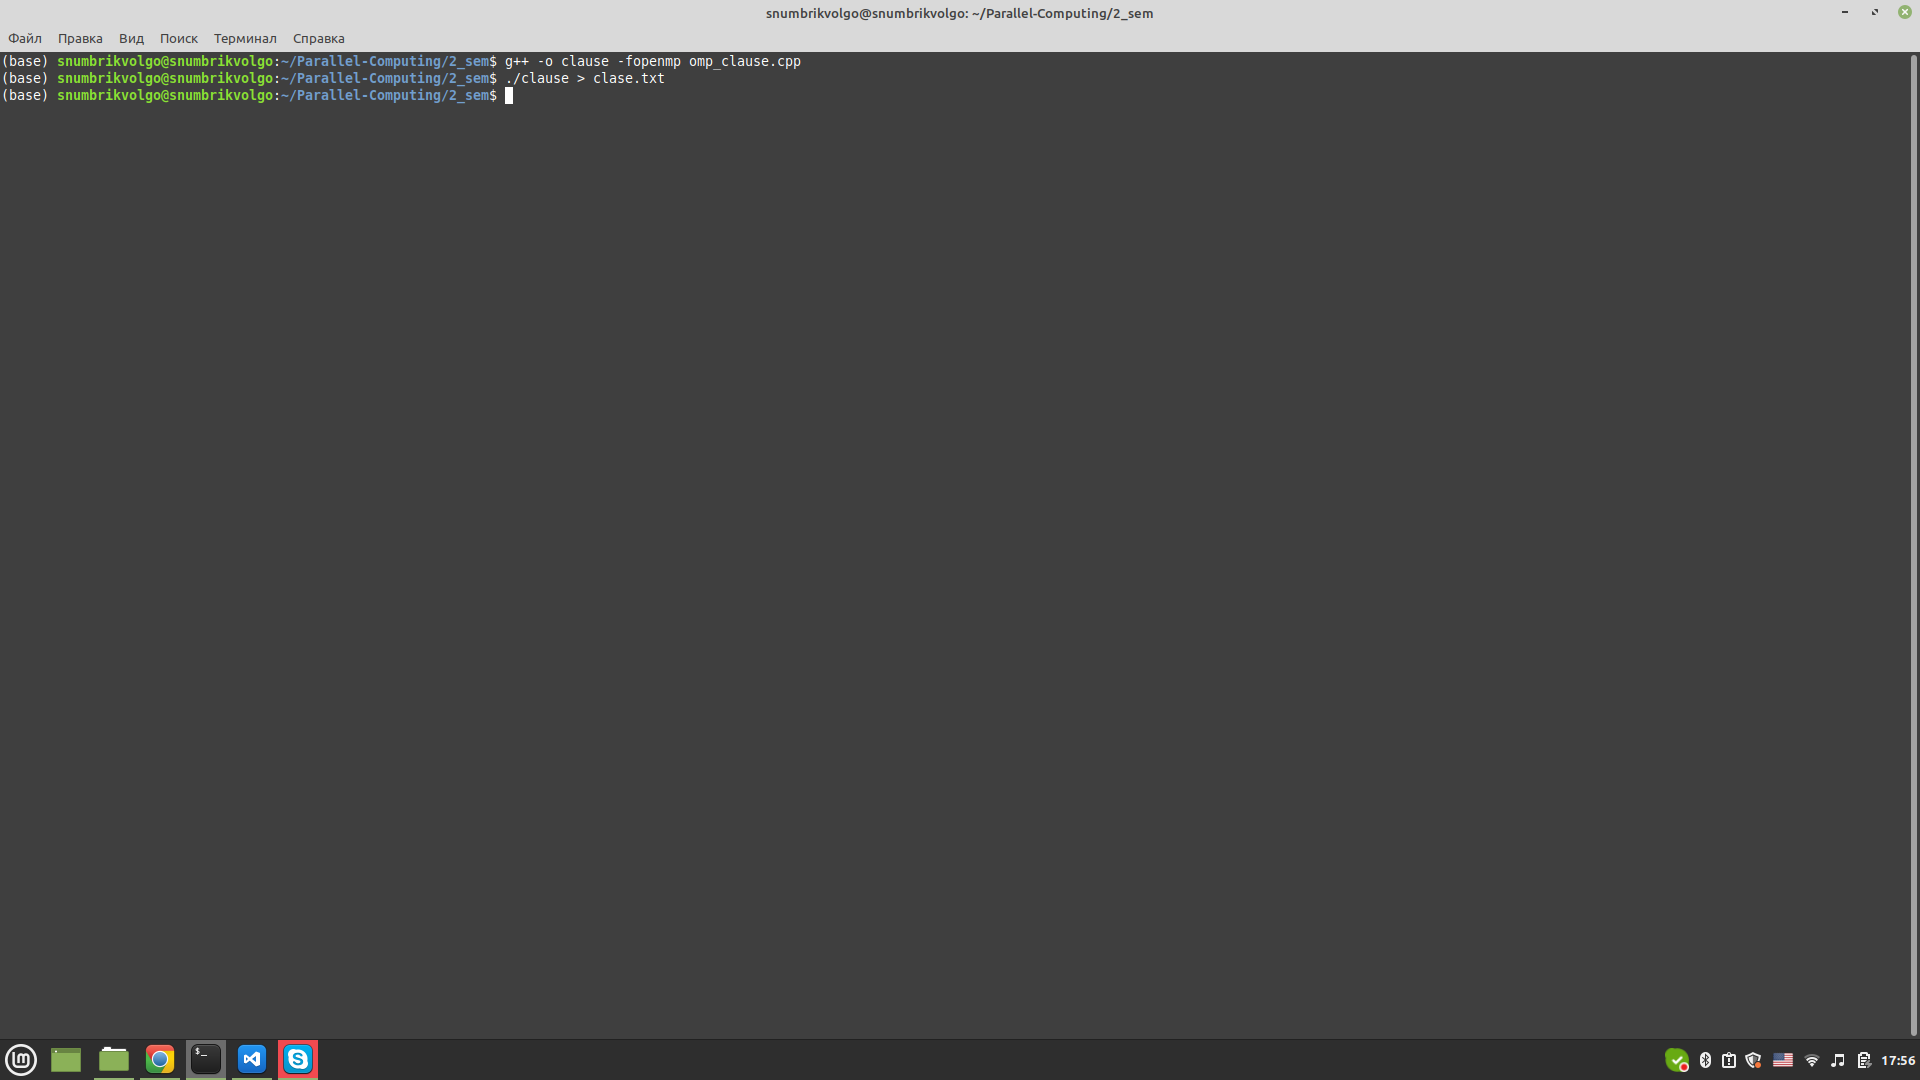 snumbrikvolgo@snumbrikvolgo: ~/Parallel-Computing/2_sem
Файл Правка Вид Поиск Терминал Справка
(base) snumbrikvolgo@snumbrikvolgo:~/Parallel-Computing/2_sem$ g++ -o clause -fopenmp omp_clause.cpp
(base) snumbrikvolgo@snumbrikvolgo:~/Parallel-Computing/2_sem$ ./clause > clase.txt
(base) snumbrikvolgo@snumbrikvolgo:~/Parallel-Computing/2_sem$
17:56